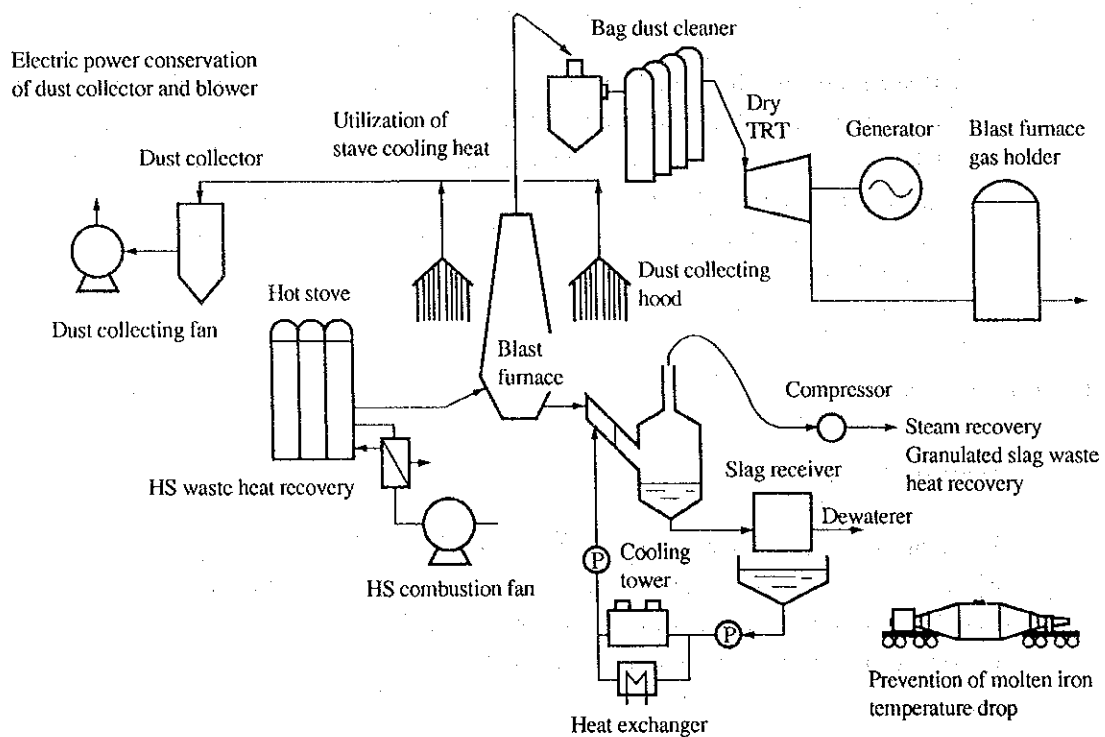 Bag dust cleaner
Electric power conservation
of dust collector and blower
Utilization of
stave cooling heat
Dry
TRT
Generator
Blast furnace
gas holder
Dust collector
Dust collecting
hood
Dust collecting fan
Hot stove
Blast
furnace
Compressor
Steam recovery
Granulated slag waste
heat recovery
HS waste heat recovery
Slag receiver
Dewaterer
P
Cooling
tower
HS combustion fan
P
Prevention of molten iron
temperature drop
Heat exchanger